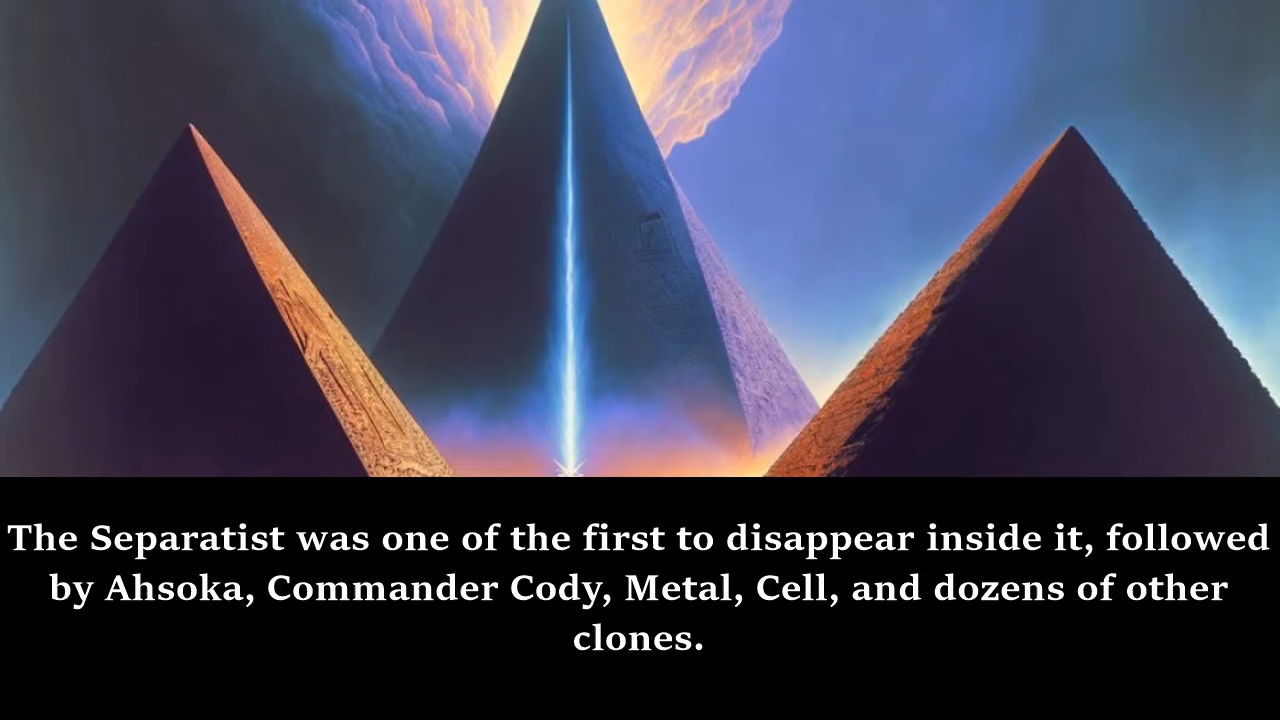 The Separatist was one of the first to disappear inside it, followed
by Ahsoka, Commander Cody, Metal, Cell, and dozens of other
clones.